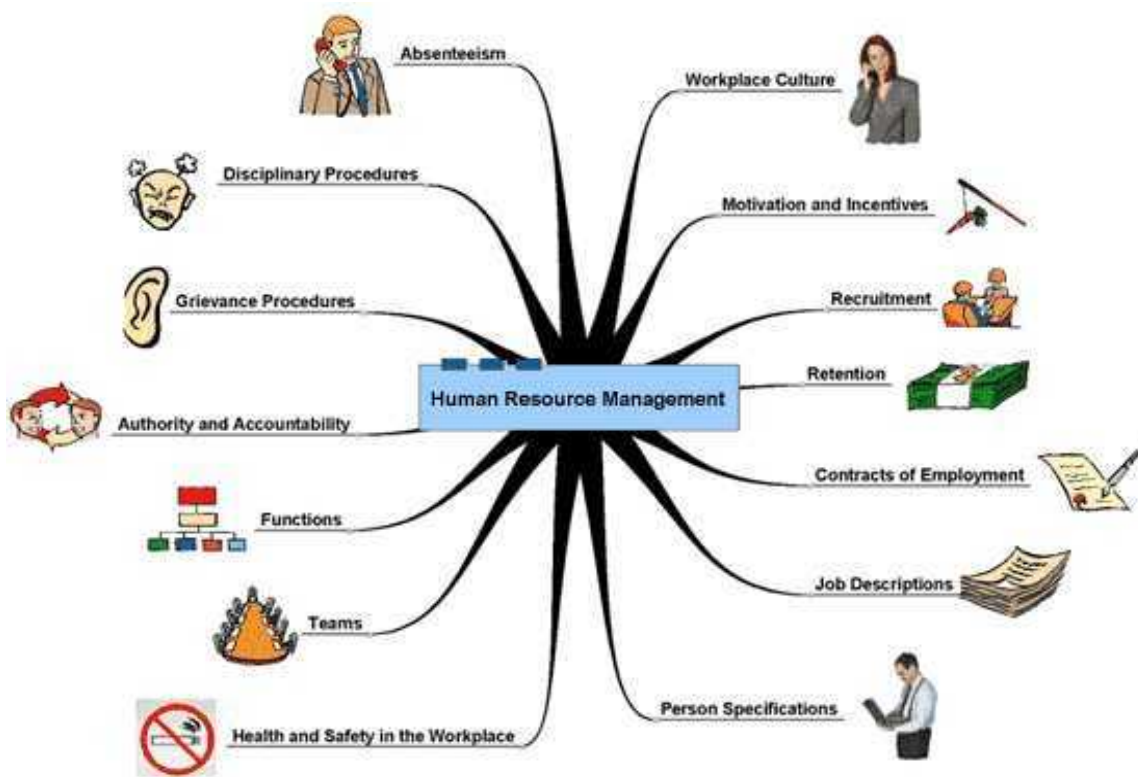 Absenteeism
Workplace Culture
Disciplinary Procedures
Motivation and Incentives
Grievance Procedures
Recruitment
Retention
Human Resource Management
Authority and Accountability
Contracts of Employment
Functions
Job Descriptions
Teams
Person Specifications
Health and Safety in the Workplace